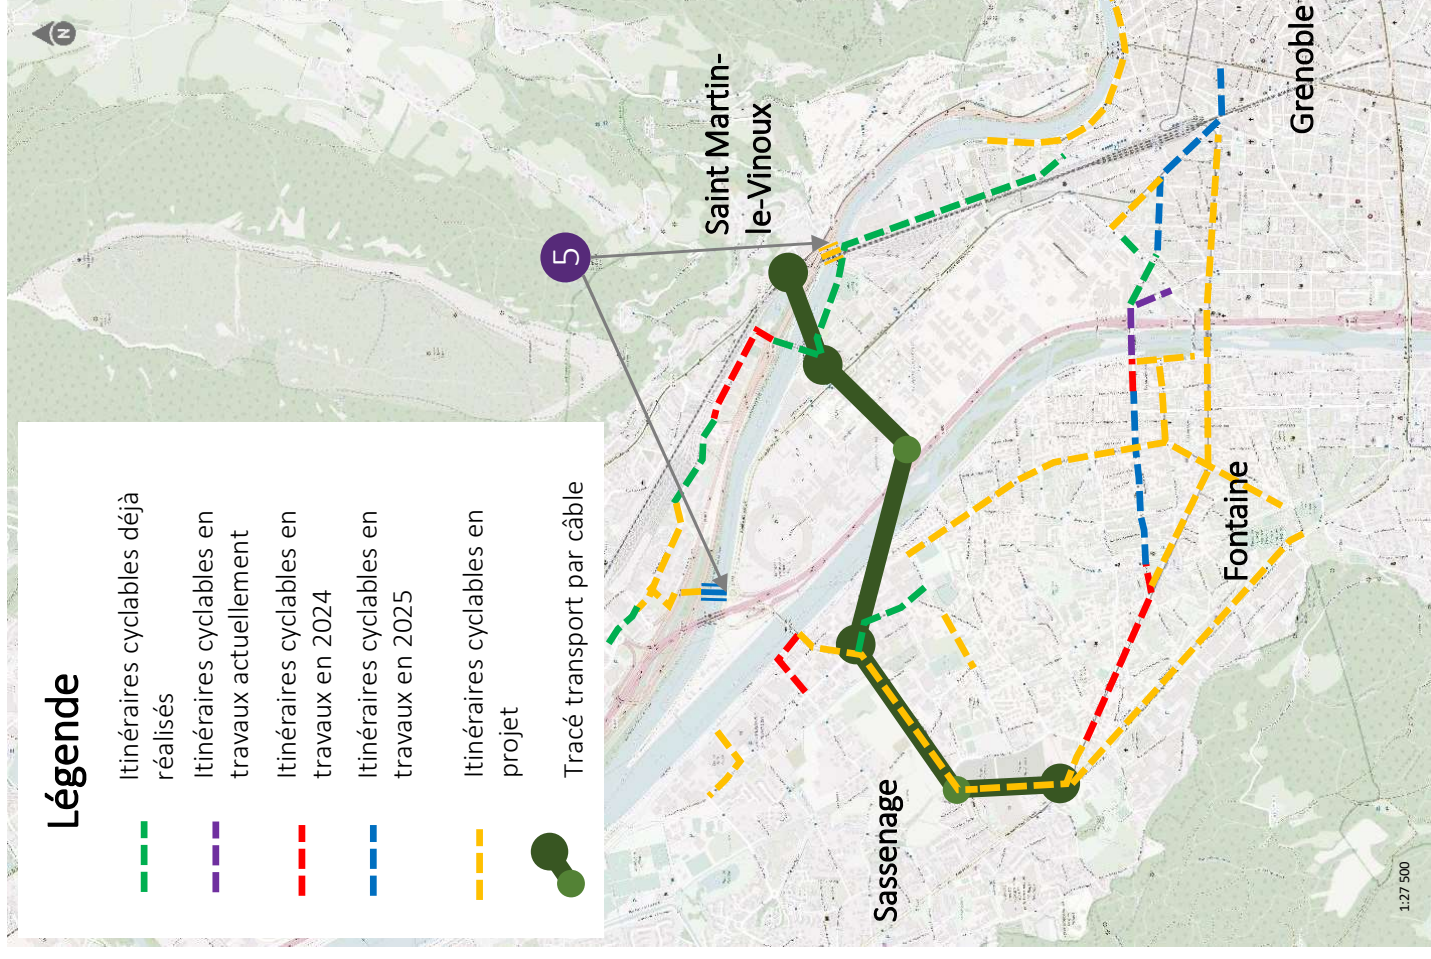 Légende
Itinéraires cyclables déjà
réalisés
Itinéraires cyclables en
travaux actuellement
Itinéraires cyclables en
travaux en 2024
Itinéraires cyclables en
travaux en 2025
Itinéraires cyclables en
projet
Tracé transport par câble
N
5
Saint Martin-
le-Vinoux
Grenoble
Fontaine
Sassenage
1:27 500